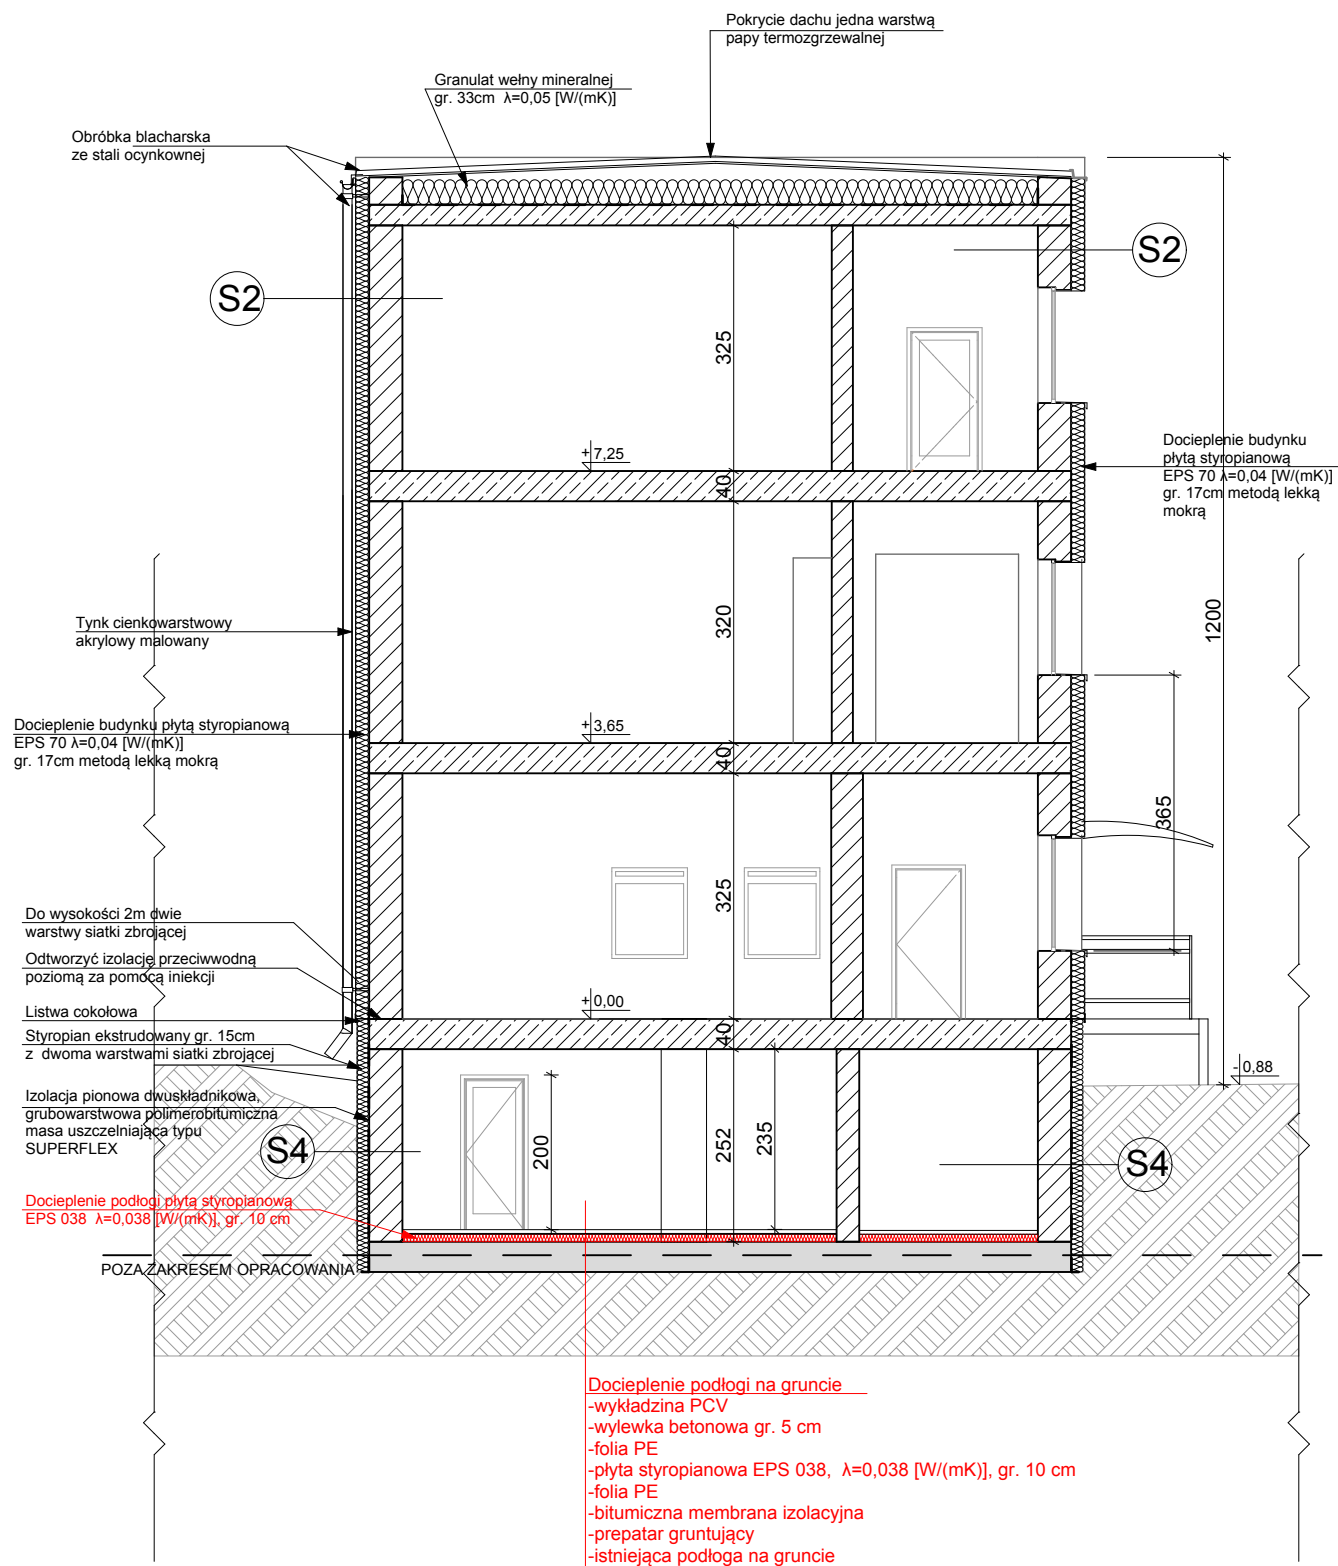 Pokrycie dachu jedna warstwą
papy termozgrzewalnej
Granulat wełny mineralnej
gr. 33cm λ=0,05 [W/(mK)]
Obróbka blacharska
ze stali ocynkownej
S2
S2
325
+7,25
40
Docieplenie budynku
płytą styropianową
EPS 70 λ=0,04 [W/(mK)]
gr. 17cm metodą lekką
mokrą
320
1200
Tynk cienkowarstwowy
akrylowy malowany
Docieplenie budynku płytą styropianową
EPS 70 λ=0,04 [W/(mK)]
gr. 17cm metodą lekką mokrą
+3,65
40
365
325
Do wysokości 2m dwie
warstwy siatki zbrojącej
Odtworzyć izolację przeciwwodną
poziomą za pomocą iniekcji
Listwa cokołowa
+0,00
40
Styropian ekstrudowany gr. 15cm
z dwoma warstwami siatki zbrojącej
-0,88
Izolacja pionowa dwuskładnikowa,
grubowarstwowa polimerobitumiczna
masa uszczelniająca typu
SUPERFLEX
S4
200
252
235
S4
Docieplenie podłogi płytą styropianową
EPS 038 λ=0,038 [W/(mK)], gr. 10 cm
POZA ZAKRESEM OPRACOWANIA
Docieplenie podłogi na gruncie
-wykładzina PCV
-wylewka betonowa gr. 5 cm
-folia PE
-płyta styropianowa EPS 038, λ=0,038 [W/(mK)], gr. 10 cm
-folia PE
-bitumiczna membrana izolacyjna
-prepatar gruntujący
-istniejąca podłoga na gruncie